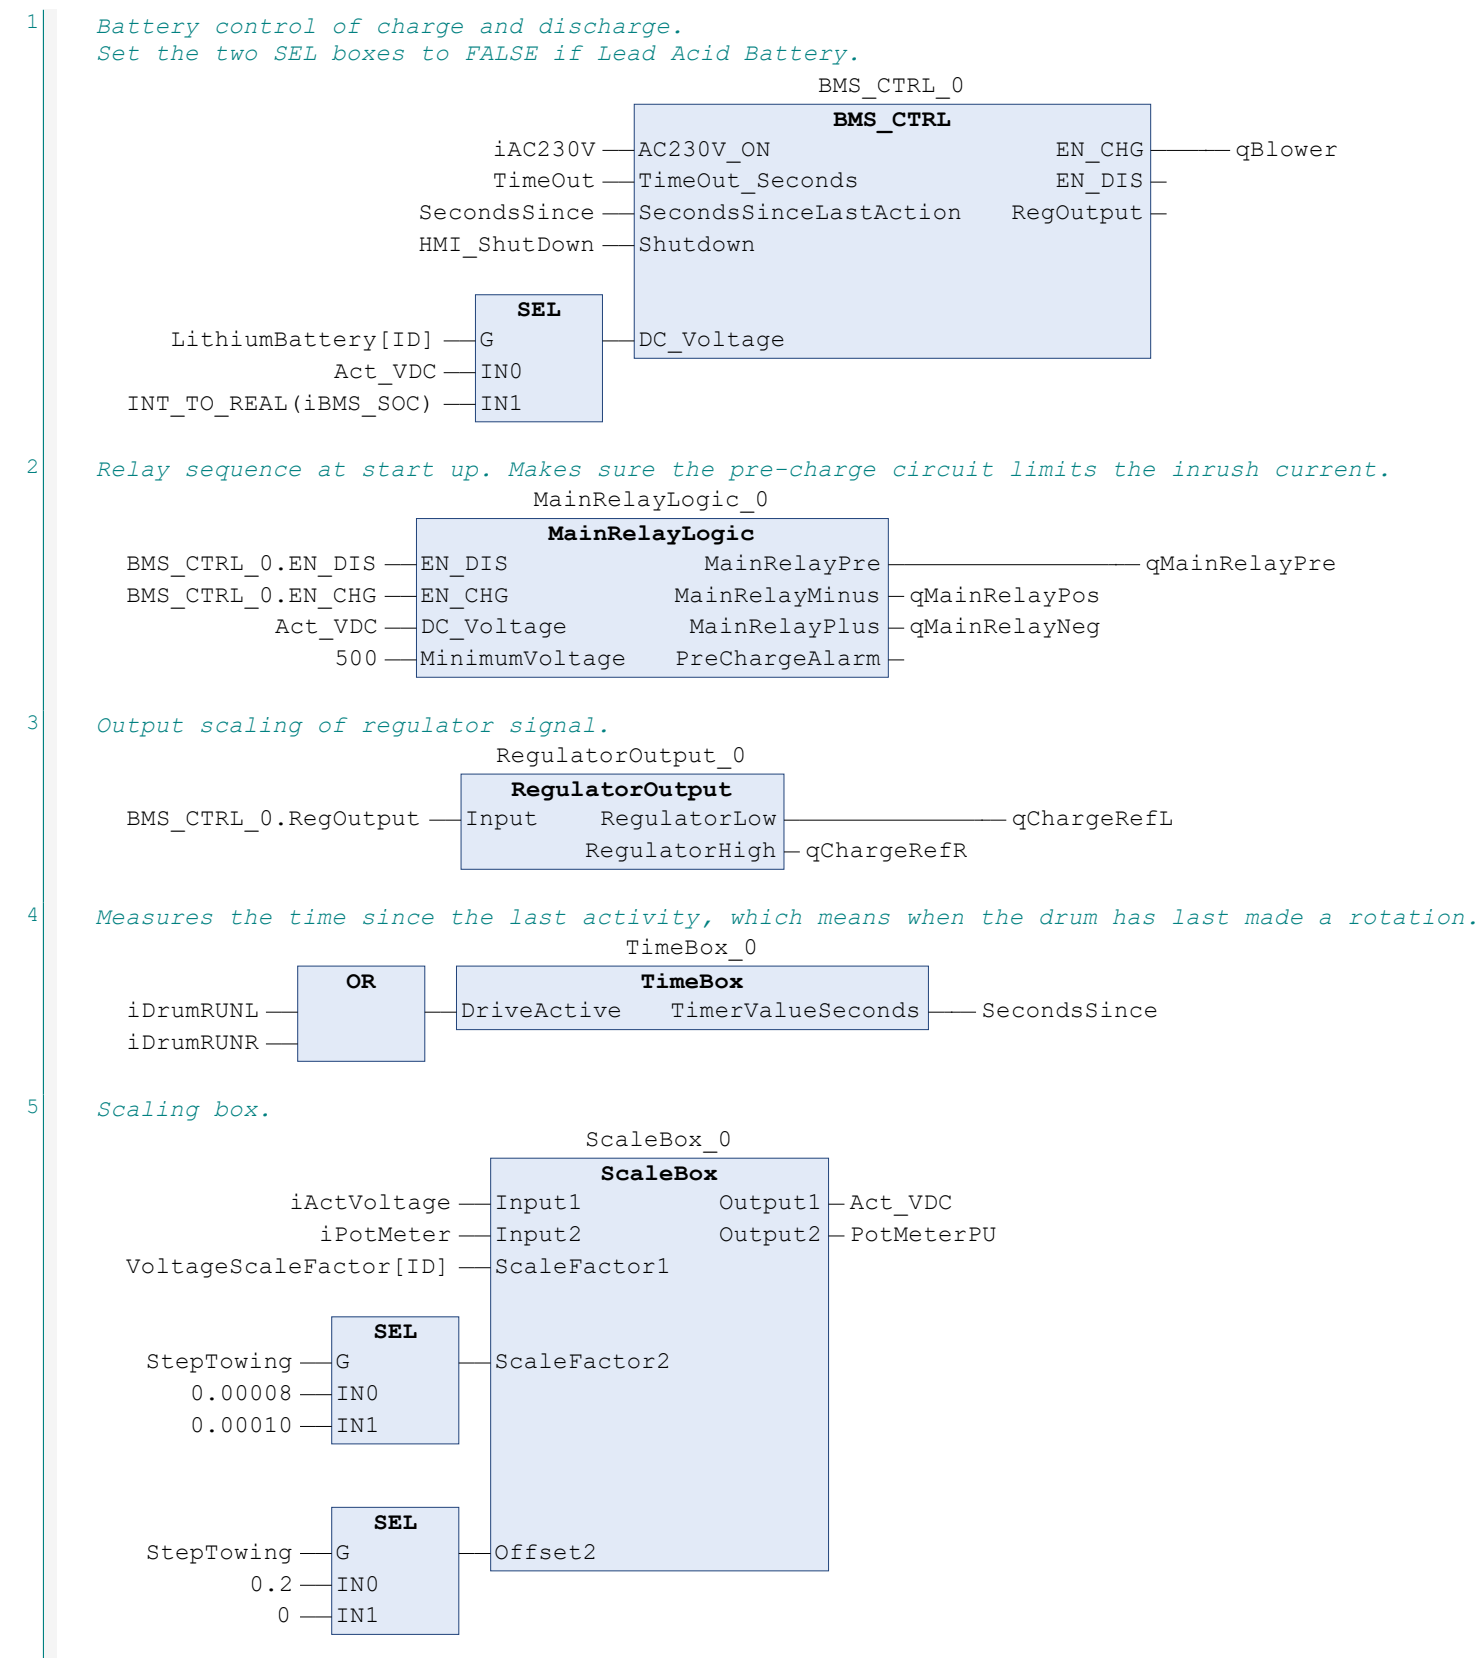 1
Battery control of charge and discharge.
Set the two SEL boxes to FALSE if Lead Acid Battery.
BMS_CTRL_0
BMS_CTRL
iAC230V AC230V_ON EN_CHG qBlower
TimeOut TimeOut_Seconds EN_DIS
SecondsSince SecondsSinceLastAction RegOutput
HMI_ShutDown Shutdown
SEL
LithiumBattery[ID] G DC_Voltage
Act_VDC IN0
INT_TO_REAL(iBMS_SOC) IN1
2
Relay sequence at start up. Makes sure the pre-charge circuit limits the inrush current.
MainRelayLogic_0
MainRelayLogic
BMS_CTRL_0.EN_DIS EN_DIS MainRelayPre qMainRelayPre
BMS_CTRL_0.EN_CHG EN_CHG MainRelayMinus qMainRelayPos
Act_VDC DC_Voltage MainRelayPlus qMainRelayNeg
500 MinimumVoltage PreChargeAlarm
3
Output scaling of regulator signal.
RegulatorOutput_0
RegulatorOutput
BMS_CTRL_0.RegOutput Input RegulatorLow qChargeRefL
RegulatorHigh qChargeRefR
4
Measures the time since the last activity, which means when the drum has last made a rotation.
TimeBox_0
OR TimeBox
iDrumRUNL DriveActive TimerValueSeconds SecondsSince
iDrumRUNR
5
Scaling box.
ScaleBox_0
ScaleBox
iActVoltage Input1 Output1 Act_VDC
iPotMeter Input2 Output2 PotMeterPU
VoltageScaleFactor[ID] ScaleFactor1
SEL
StepTowing G ScaleFactor2
0.00008 IN0
0.00010 IN1
SEL
StepTowing G Offset2
0.2 IN0
0 IN1